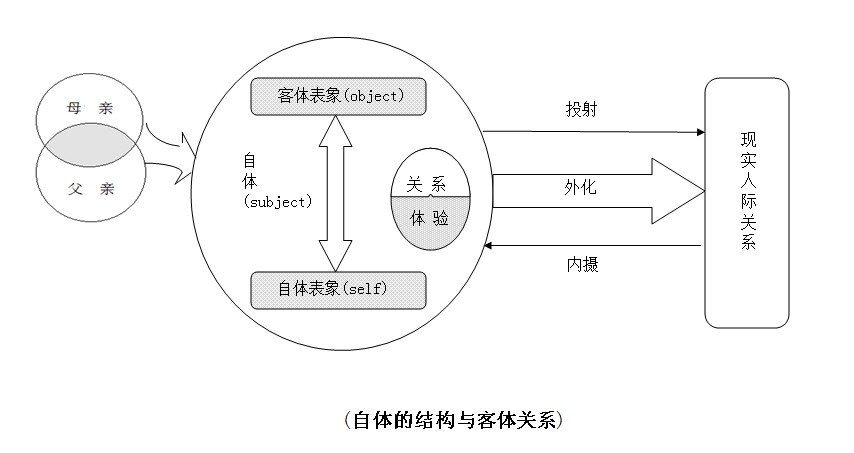 母 亲
父 亲
客体表象(object)
自
体
(subject)
关 系
体 验
自体表象(self)
投射
外化
内摄
现
实
人
际
关
系
(自体的结构与客体关系)